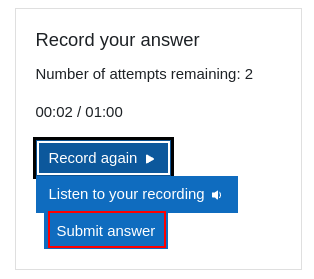 Record your answer
Number of attempts remaining: 2
00:02 / 01:00
Record again
Listen to your recording
Submit answer